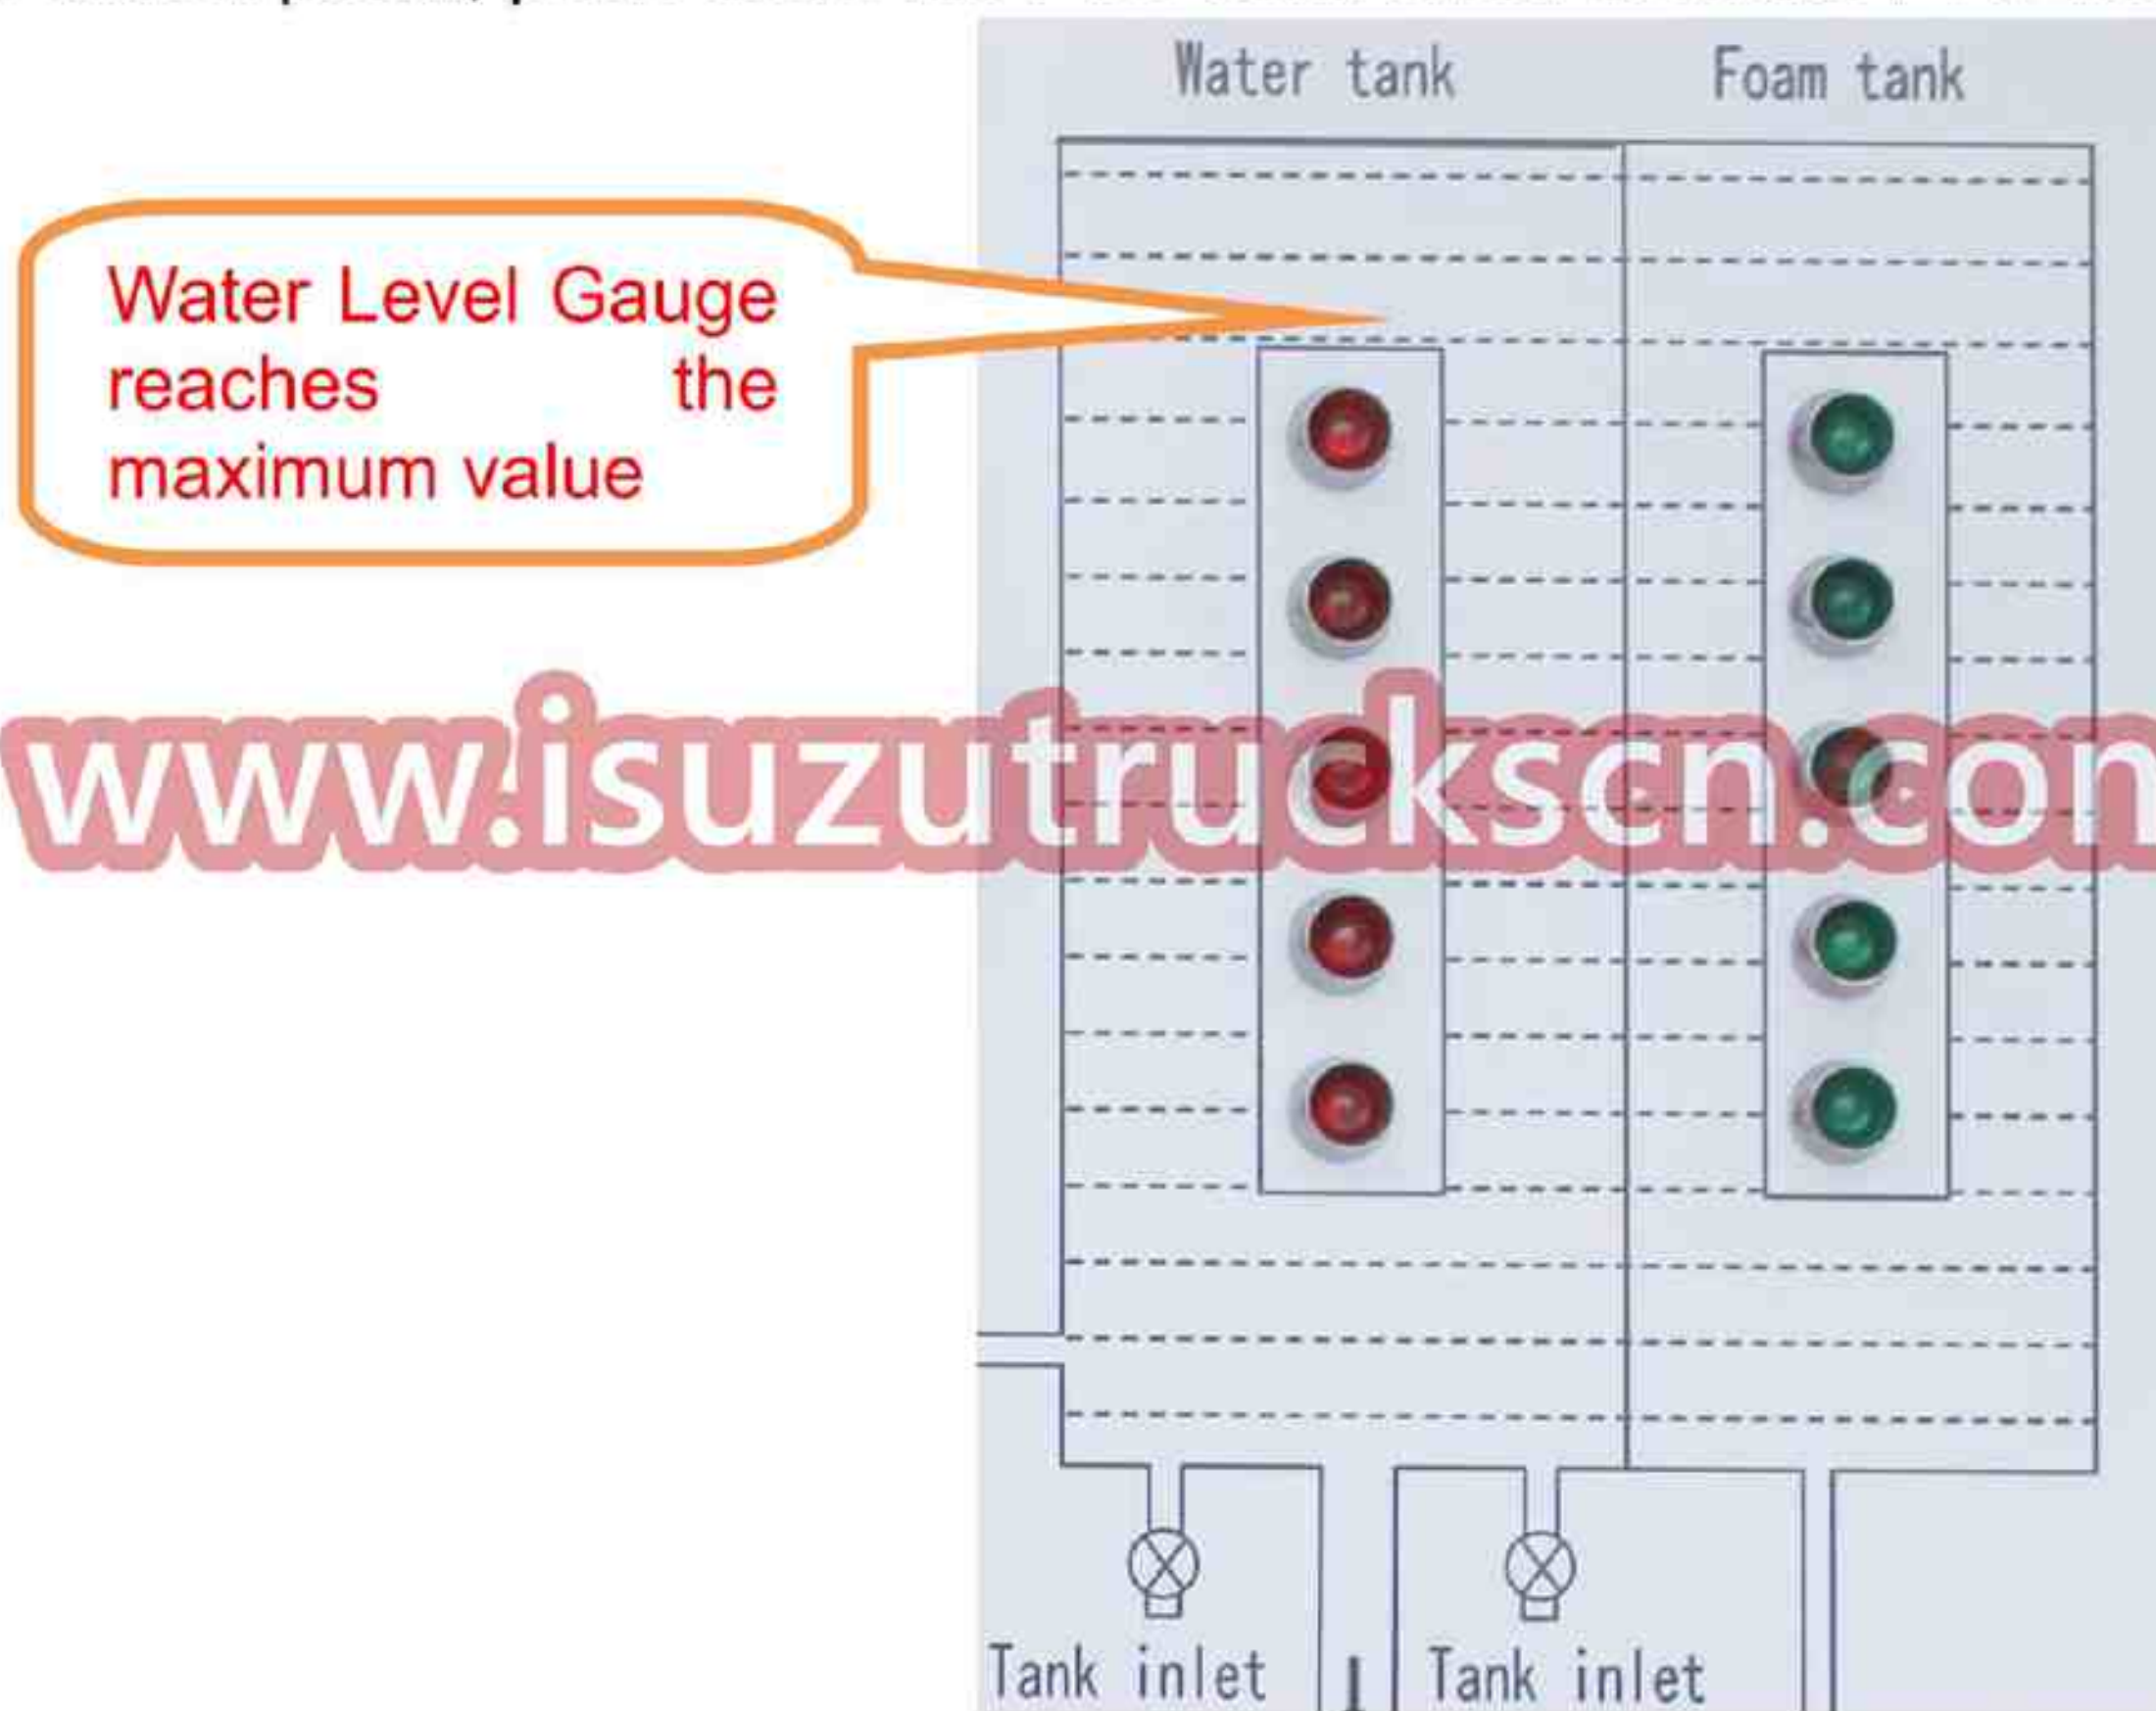 Water tank
Foam tank
Water Level Gauge
reaches the
maximum value
www.isuzutruckscn.com
Tank inlet
Tank inlet